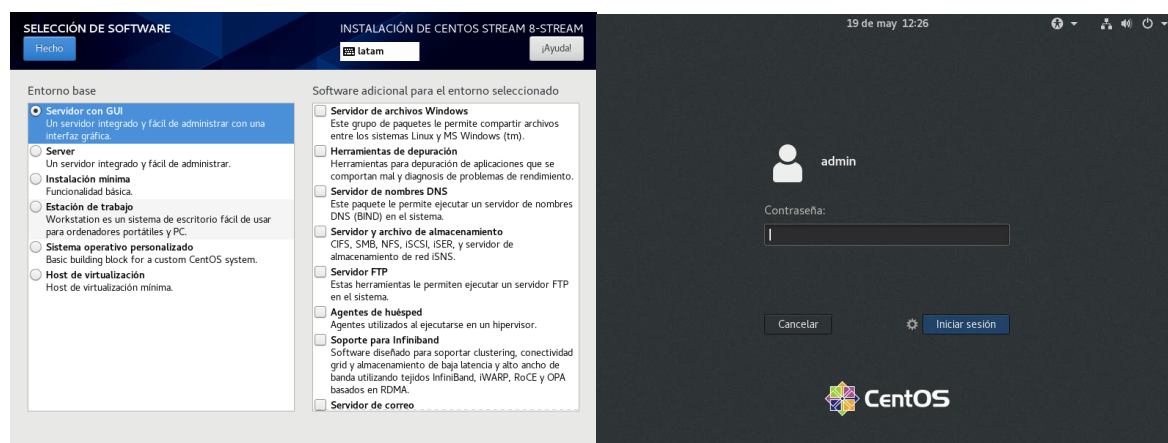 SELECCIÓN DE SOFTWARE
Hecho
INSTALACIÓN DE CENTOS STREAM 8-STREAM
latam
¡Ayuda!
Entorno base
Servidor con GUI
Un servidor integrado y fácil de administrar con una
interfaz gráfica.
Server
Un servidor integrado y fácil de administrar.
Instalación mínima
Funcionalidad básica.
Estación de trabajo
Workstation es un sistema de escritorio fácil de usar
para ordenadores portátiles y PC.
Sistema operativo personalizado
Basic building block for a custom CentOS system.
Host de virtualización
Host de virtualización mínima.
Software adicional para el entorno seleccionado
Servidor de archivos Windows
Este grupo de paquetes le permite compartir archivos
entre los sistemas Linux y MS Windows (tm).
Herramientas de depuración
Herramientas para depuración de aplicaciones que se
comportan mal y diagnosis de problemas de rendimiento.
Servidor de nombres DNS
Este paquete le permite ejecutar un servidor de nombres
DNS (BIND) en el sistema.
Servidor y archivo de almacenamiento
CIFS, SMB, NFS, iSCSI, iSER, y servidor de
almacenamiento de red iSNS.
Servidor FTP
Estas herramientas le permiten ejecutar un servidor FTP
en el sistema.
Agentes de huésped
Agentes utilizados al ejecutarse en un hipervisor.
Soporte para Infiniband
Software diseñado para soportar clustering, conectividad
grid y almacenamiento de baja latencia y alto ancho de
banda utilizando tejidos InfiniBand, iWARP, RoCE y OPA
basados en RDMA.
Servidor de correo
19 de may 12:26
admin
Contraseña:
Cancelar
Iniciar sesión
CentOS